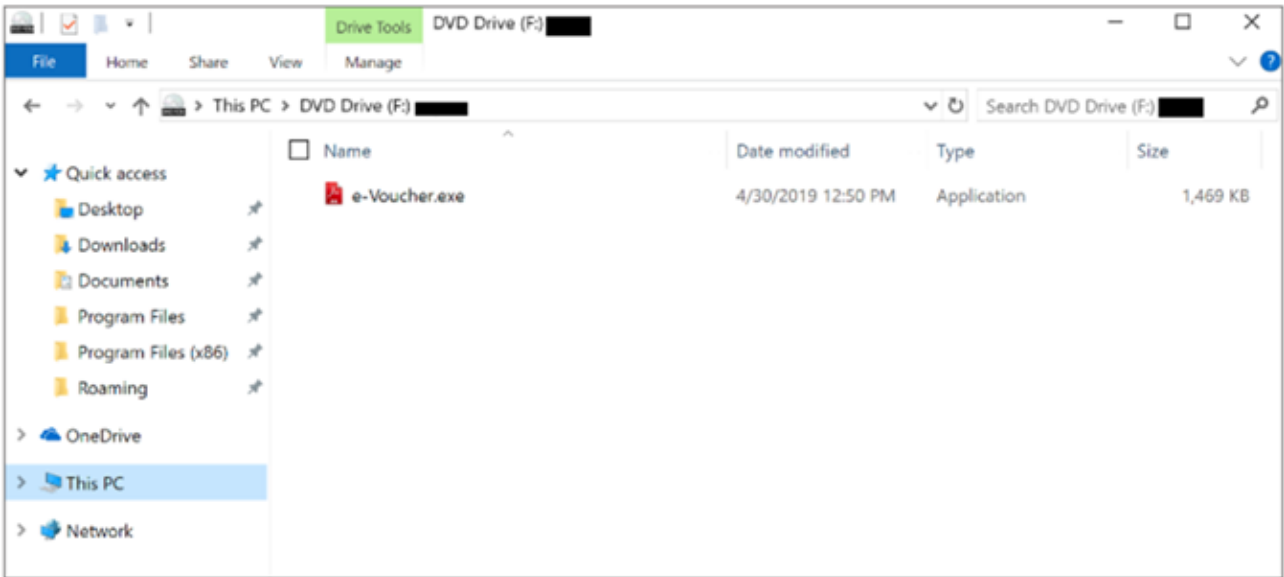 Drive Tools DVD Drive (F:)
File Home Share View Manage
This PC > DVD Drive (F:) Search DVD Drive (F:)
Name Date modified Type Size
Quick access
e-Voucher.exe 4/30/2019 12:50 PM Application 1,469 KB
Desktop
Downloads
Documents
Program Files
Program Files (x86)
Roaming
OneDrive
This PC
Network